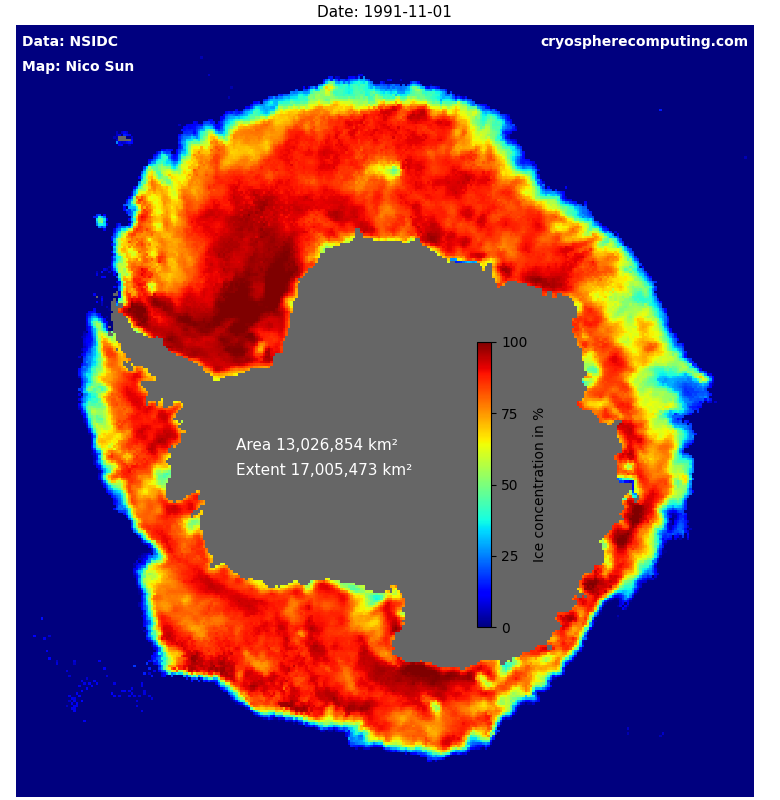 Date: 1991-11-01
Data: NSIDC
cryospherecomputing.com
Map: Nico Sun
100
75
50
25
0
Ice concentration in %
Area 13,026,854 km²
Extent 17,005,473 km²